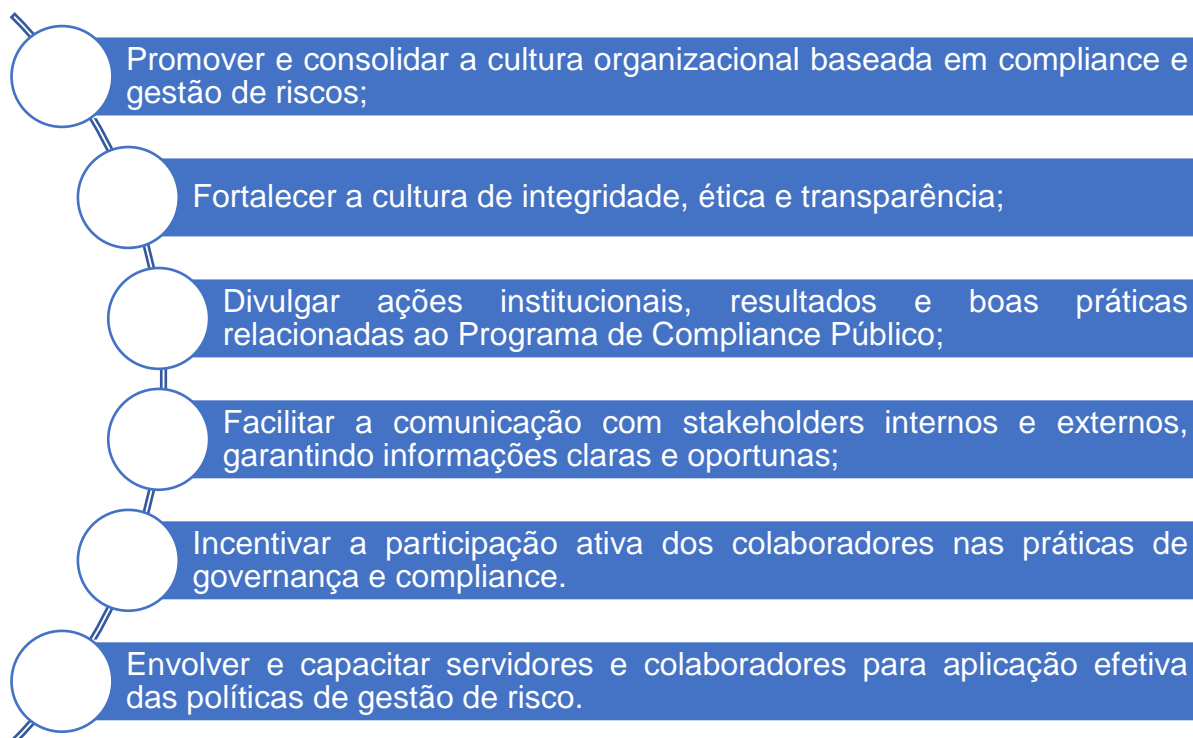 Promover e consolidar a cultura organizacional baseada em compliance e
gestão de riscos;
Fortalecer a cultura de integridade, ética e transparência;
Divulgar ações institucionais, resultados e boas práticas
relacionadas ao Programa de Compliance Público;
Facilitar a comunicação com stakeholders internos e externos,
garantindo informações claras e oportunas;
Incentivar a participação ativa dos colaboradores nas práticas de
governança e compliance.
Envolver e capacitar servidores e colaboradores para aplicação efetiva
das políticas de gestão de risco.